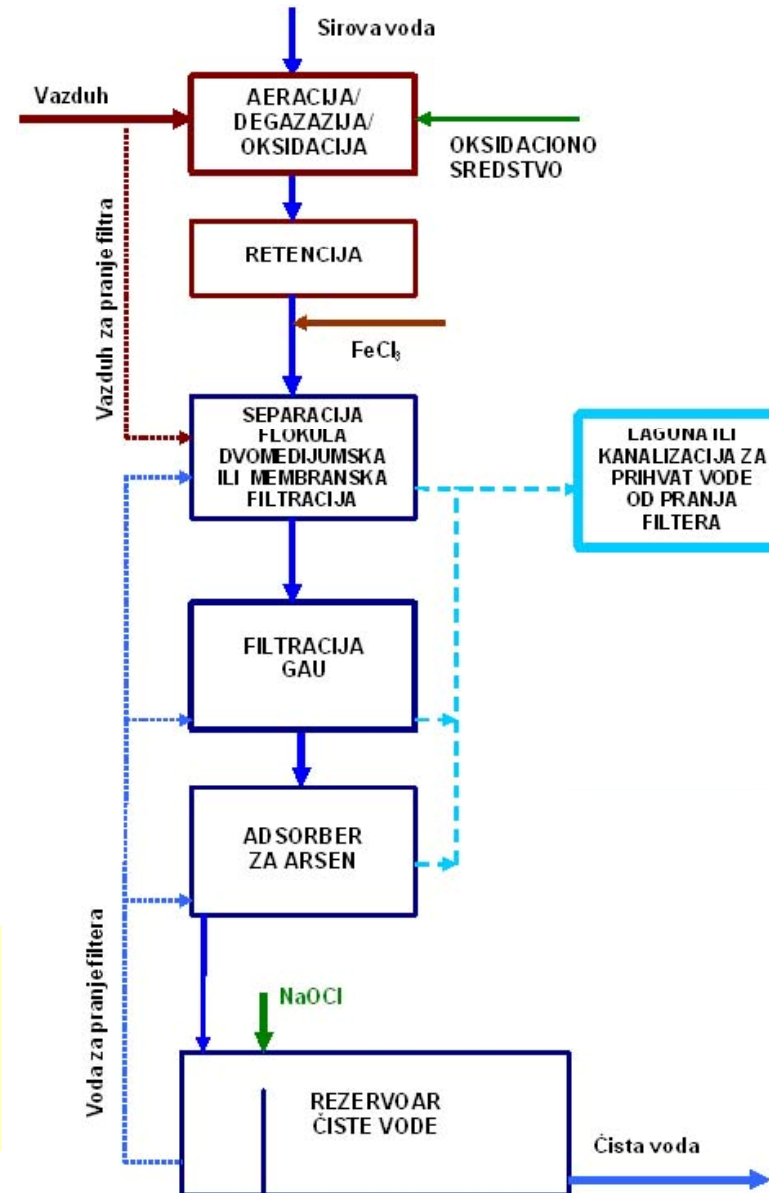 Sirova voda
Vazduh
AERACIJA/
DEGAZAZIJA/
OKSIDACIJA
OKSIDACIONO
SREDSTVO
RETENCIJA
Vazduh za pranje filtra
FeCl₃
SEPARACIJA
FLOKULA
DVOMEDIJUMSKA
ILI MEMBRANSKA
FILTRACIJA
LAGUNA ILI
KANALIZACIJA ZA
PRIHVAT VODE
OD PRANJA
FILTERA
FILTRACIJA
GAU
ADSORBER
ZA ARSEN
Voda za pranje filtera
NaOCl
REZERVOAR
ČISTE VODE
Čista voda